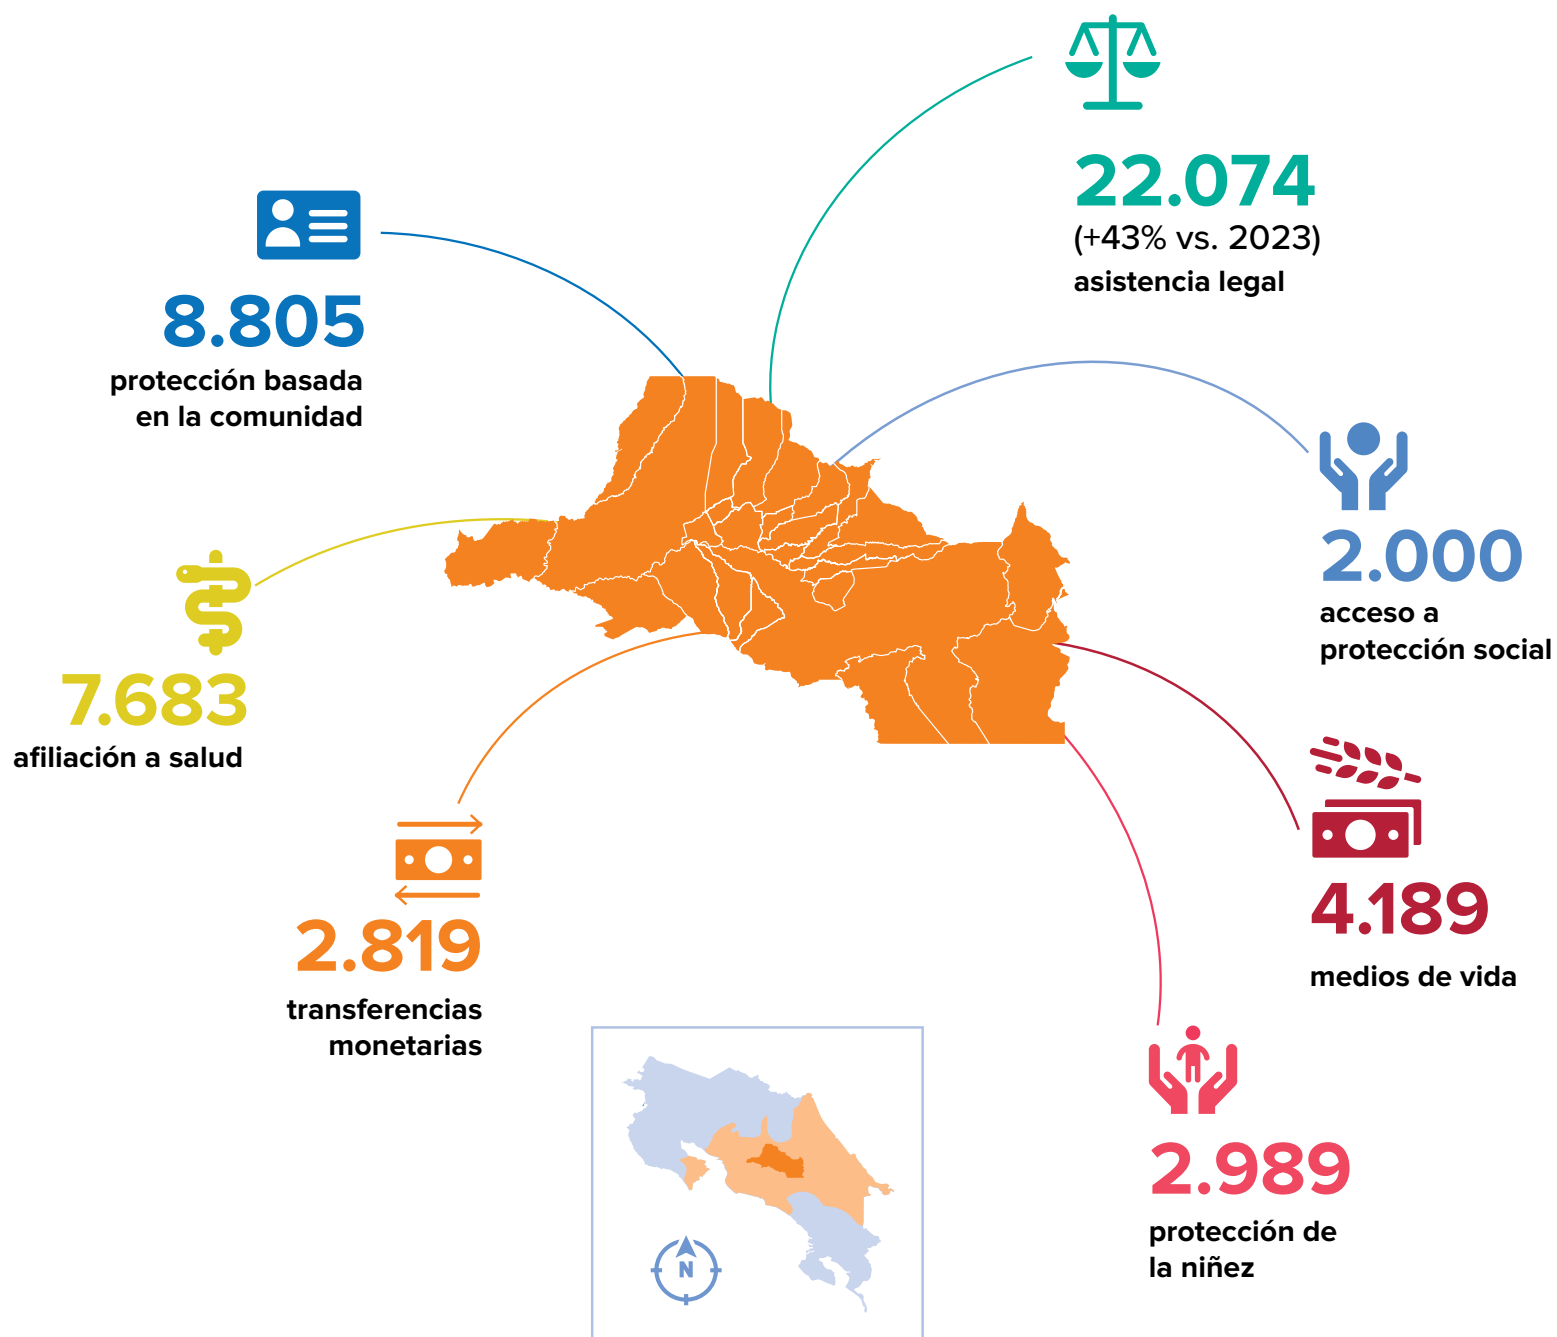 22.074
(+43% vs. 2023)
asistencia legal
8.805
protección basada
en la comunidad
2.000
acceso a
protección social
7.683
afiliación a salud
4.189
medios de vida
2.819
transferencias
monetarias
2.989
protección de
la niñez
N